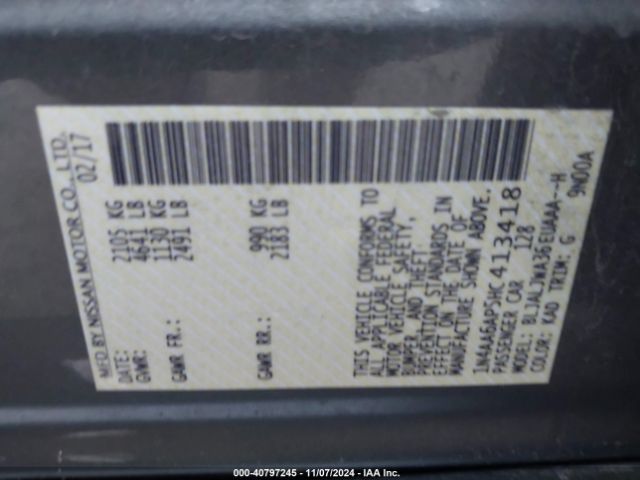 MFD BY NISSAN MOTOR CO., LTD.
DATE: 02/17
GVWR: 2105 KG
4641 LB
GAWR FR.: 1130 KG
2491 LB
GAWR RR.: 990 KG
2183 LB
THIS VEHICLE CONFORMS TO
ALL APPLICABLE FEDERAL
MOTOR VEHICLE SAFETY,
BUMPER, AND THEFT
PREVENTION STANDARDS IN
EFFECT ON THE DATE OF
MANUFACTURE SHOWN ABOVE.
1N4AA6AP5HC413418
PASSENGER CAR 128
MODEL: BLJALJWA36EUAAA--H
COLOR: KAD TRIM: G 9N00A
000-40797245 - 11/07/2024 - IAA Inc.